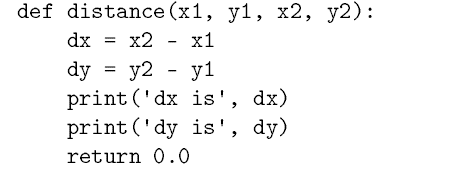 def distance(x1, y1, x2, y2):
    dx = x2 - x1
    dy = y2 - y1
    print('dx is', dx)
    print('dy is', dy)
    return 0.0